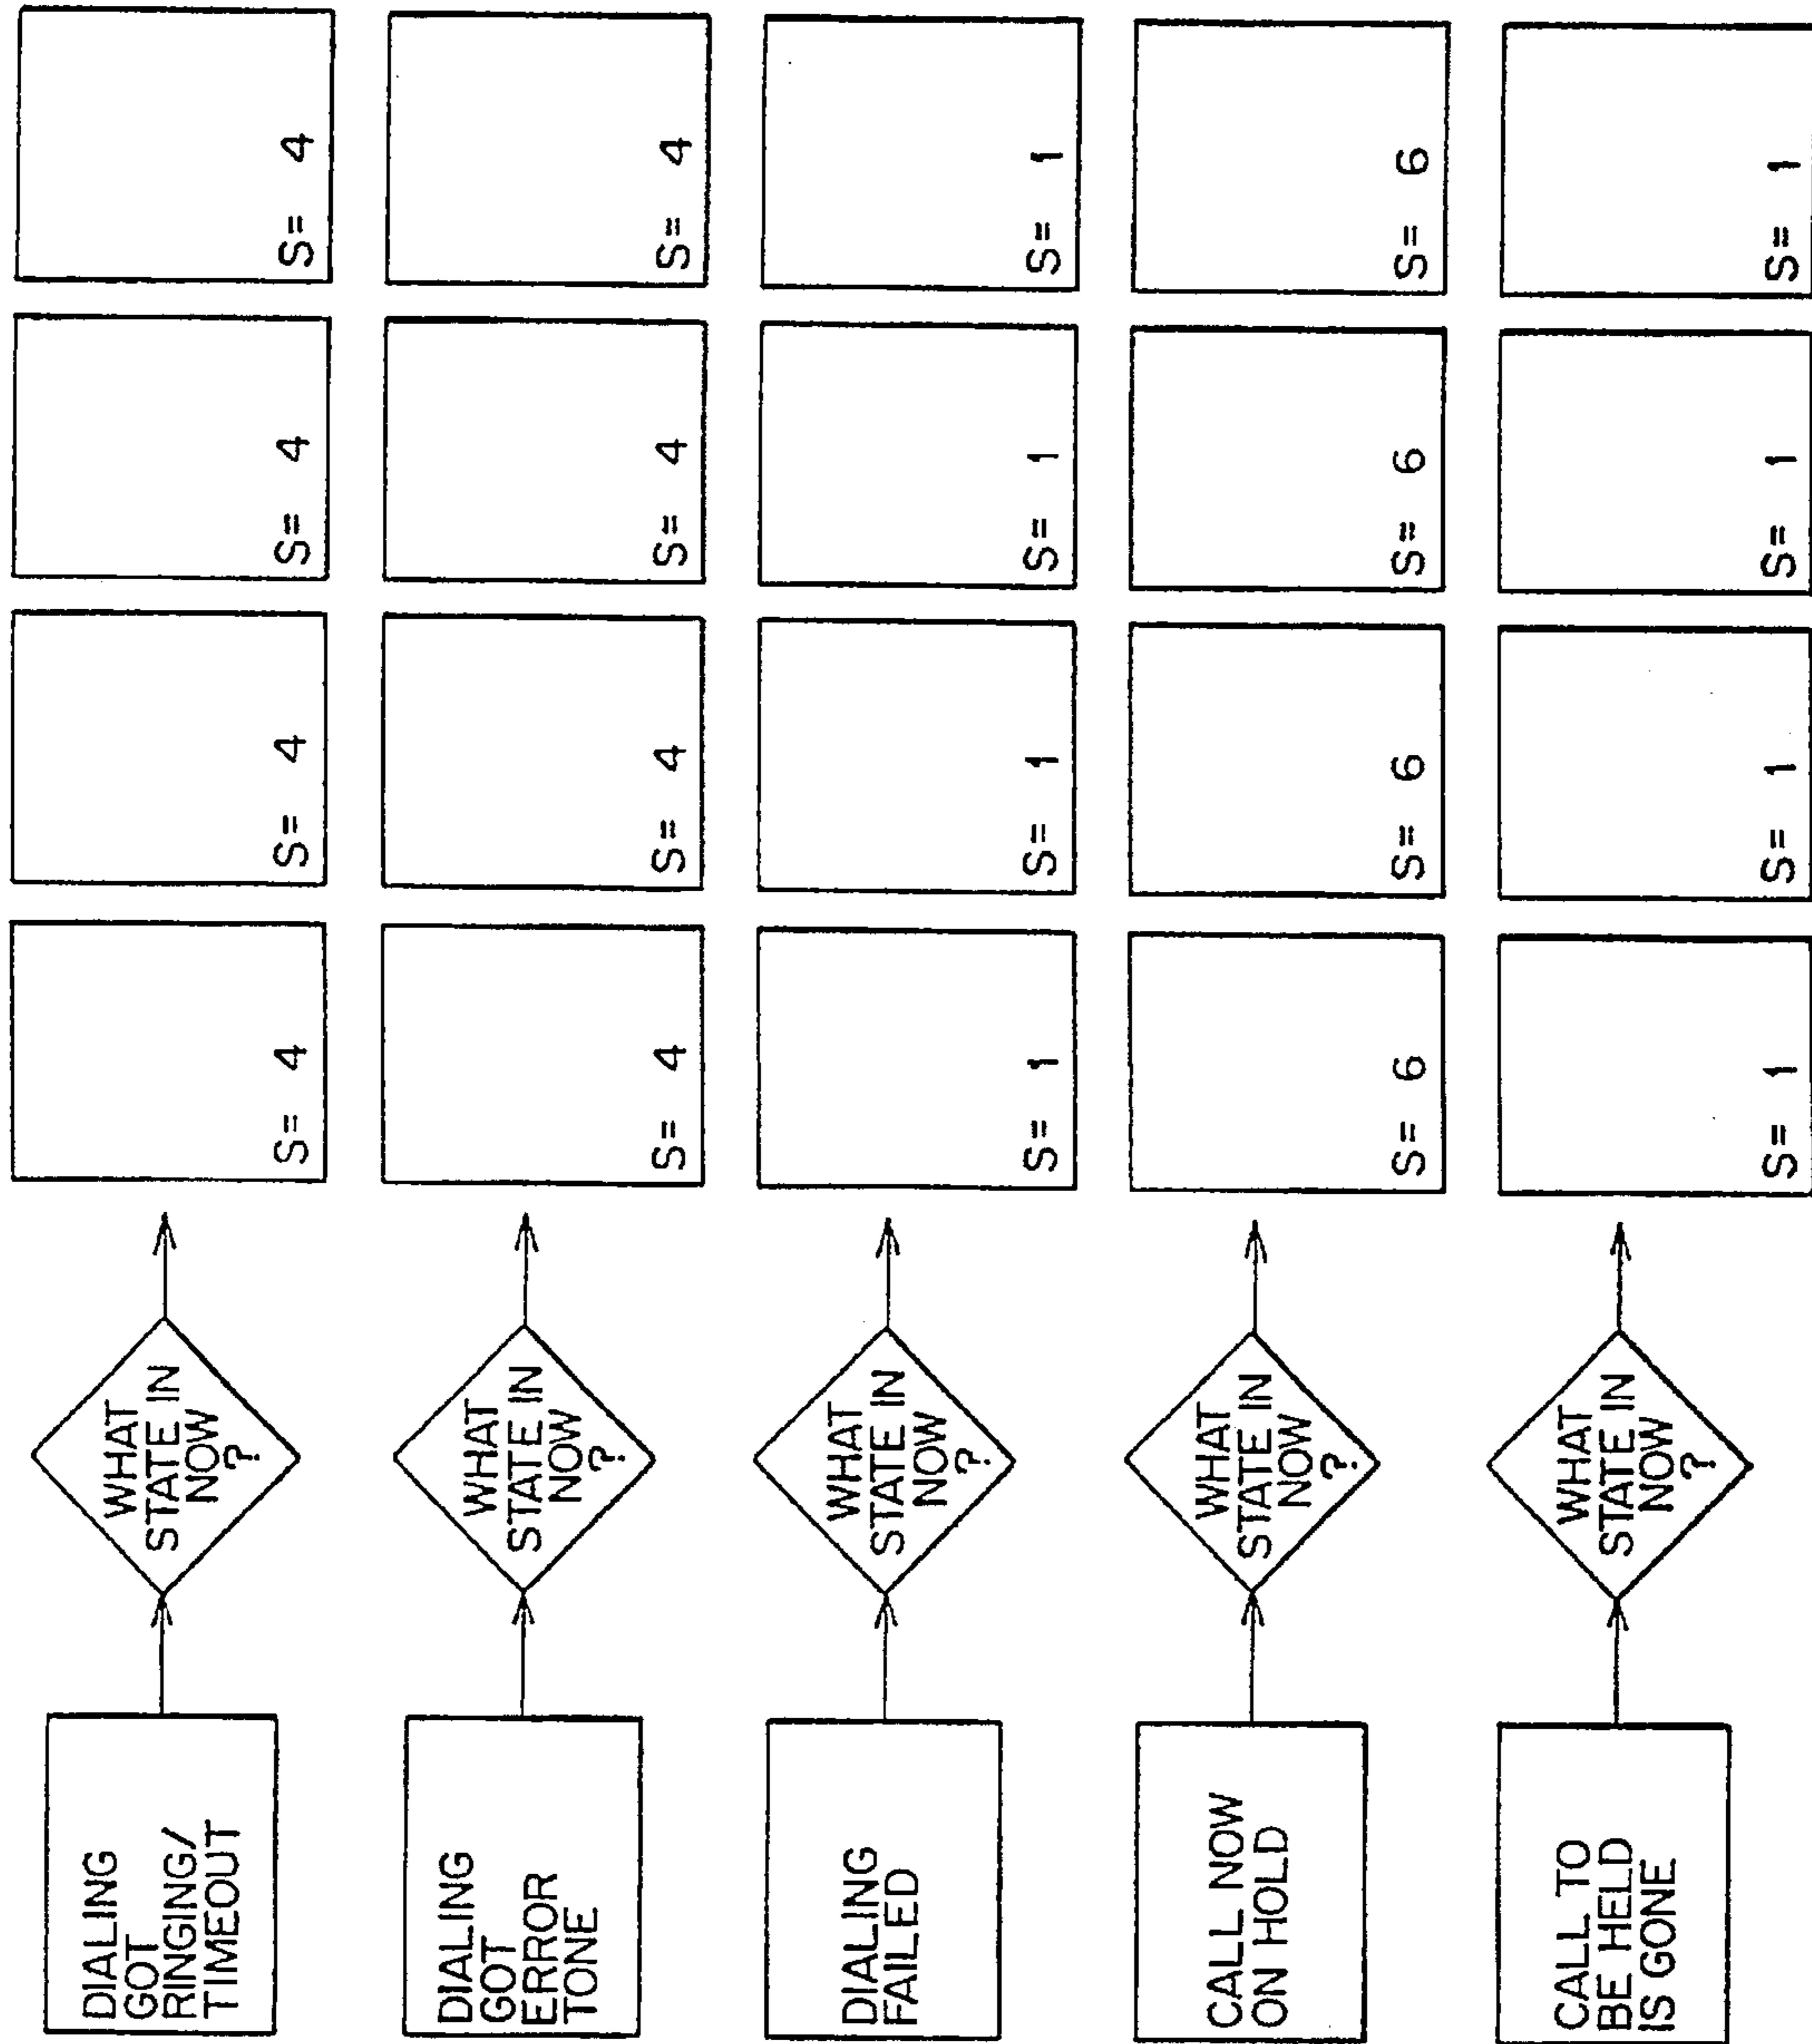 DIALING
GOT
RINGING/
TIMEOUT
WHAT
STATE IN
NOW
?
S= 4
S= 4
S= 4
S= 4
DIALING
GOT
ERROR
TONE
WHAT
STATE IN
NOW
?
S= 4
S= 4
S= 4
S= 4
DIALING
FAILED
WHAT
STATE IN
NOW
?
S= 1
S= 1
S= 1
S= 1
CALL NOW
ON HOLD
WHAT
STATE IN
NOW
?
S= 6
S= 6
S= 6
S= 6
CALL TO
BE HELD
IS GONE
WHAT
STATE IN
NOW
?
S= 1
S= 1
S= 1
S= 1